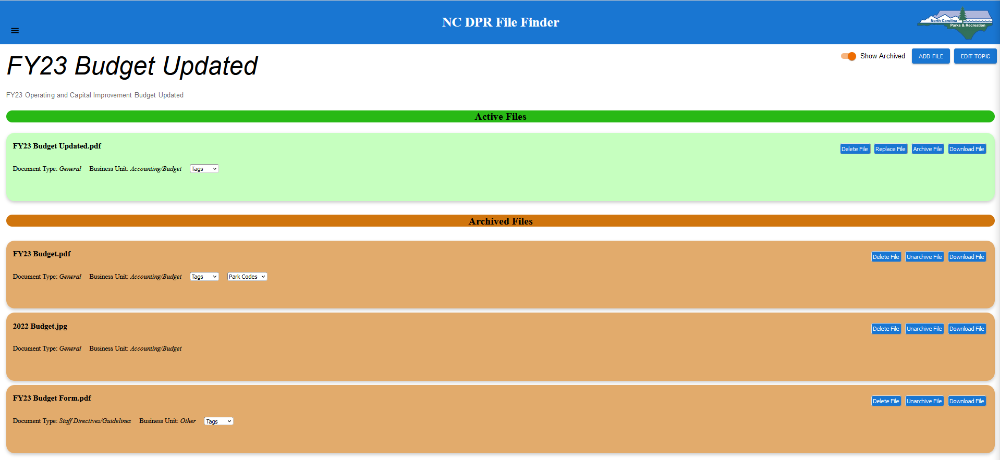 NC DPR File Finder
North Carolina
Parks & Recreation
FY23 Budget Updated
Show Archived
ADD FILE
EDIT TOPIC
FY23 Operating and Capital Improvement Budget Updated
Active Files
FY23 Budget Updated.pdf
Delete File
Replace File
Archive File
Download File
Document Type: General Business Unit: Accounting/Budget Tags
Archived Files
FY23 Budget.pdf
Delete File
Unarchive File
Download File
Document Type: General Business Unit: Accounting/Budget Tags Park Codes
2022 Budget.jpg
Delete File
Unarchive File
Download File
Document Type: General Business Unit: Accounting/Budget
FY23 Budget Form.pdf
Delete File
Unarchive File
Download File
Document Type: Staff Directives/Guidelines Business Unit: Other Tags